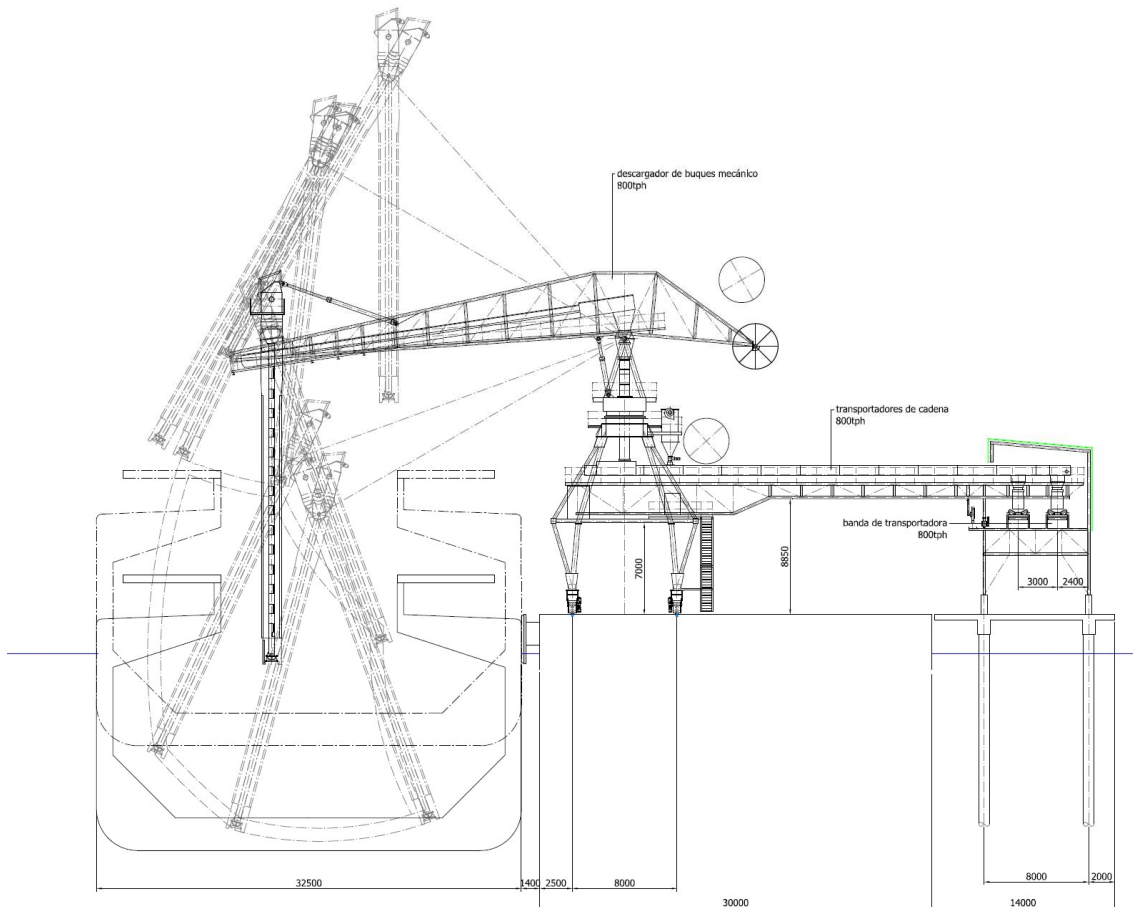 descargador de buques mecánico
800tph
transportadores de cadena
800tph
banda de transportadora
800tph
7000
8850
3000
2400
32500
1400
2500
8000
30000
8000
2000
14000